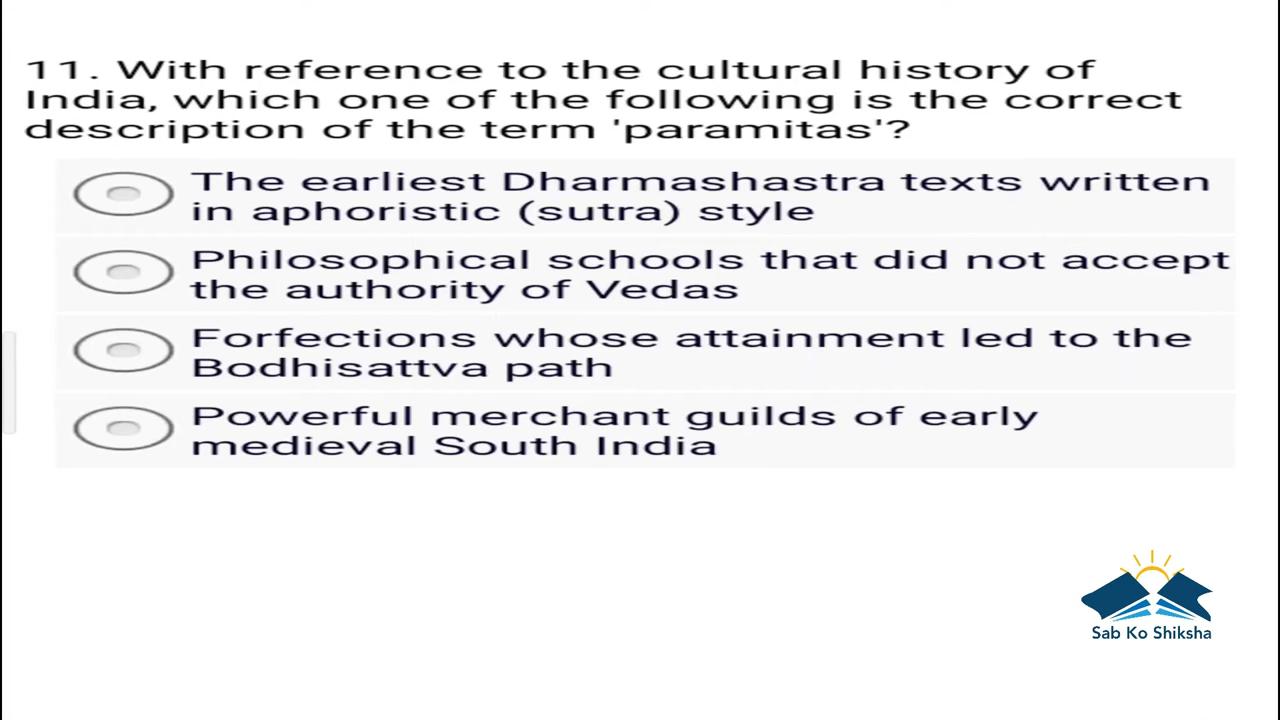 11. With reference to the cultural history of
India, which one of the following is the correct
description of the term 'paramitas'?
The earliest Dharmashastra texts written
in aphoristic (sutra) style
Philosophical schools that did not accept
the authority of Vedas
Forfections whose attainment led to the
Bodhisattva path
Powerful merchant guilds of early
medieval South India
Sab Ko Shiksha